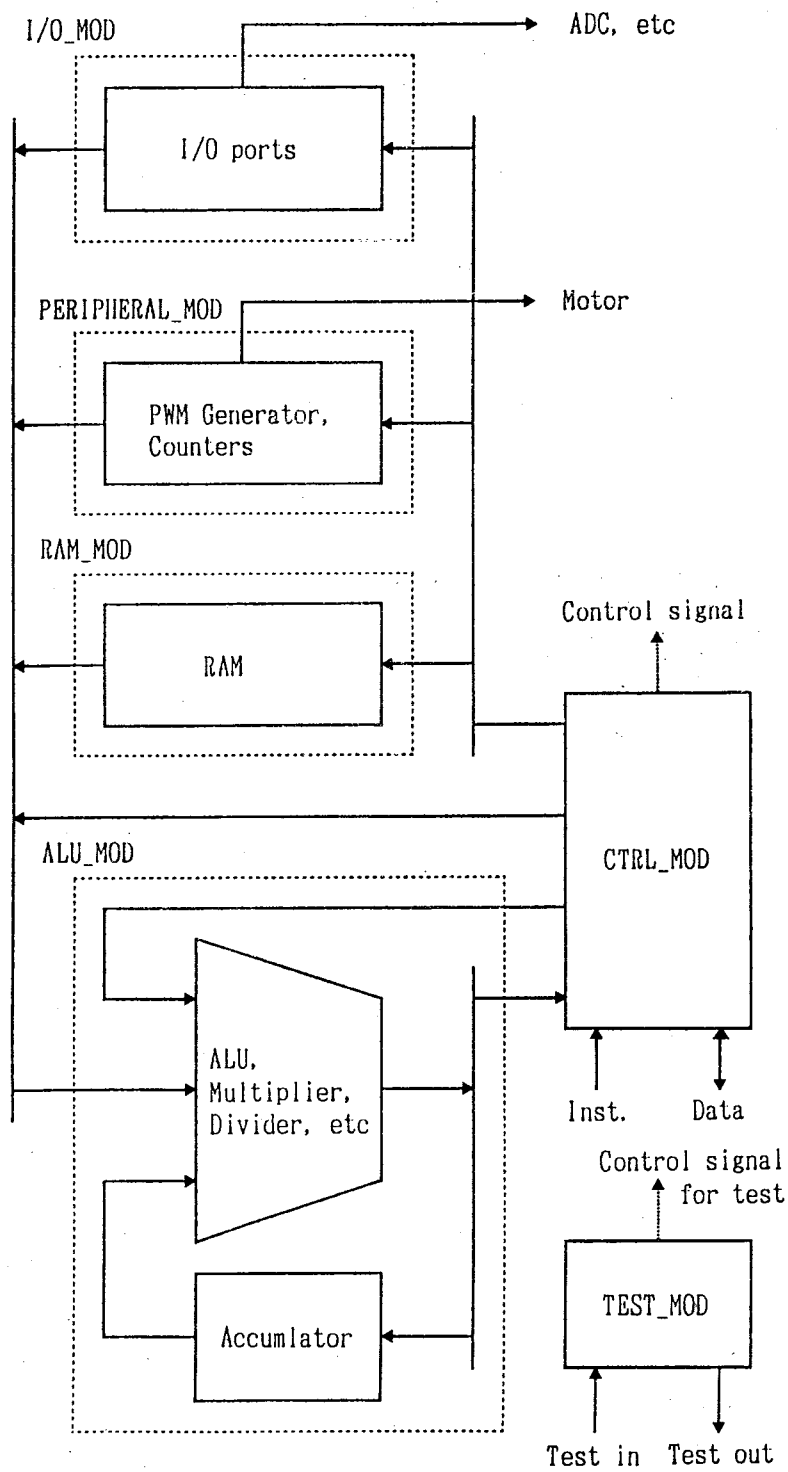 I/O_MOD
ADC, etc
I/O ports
PERIPHERAL_MOD
Motor
PWM Generator,
Counters
RAM_MOD
RAM
Control signal
CTRL_MOD
ALU_MOD
ALU,
Multiplier,
Divider, etc
Inst.
Data
Control signal
for test
TEST_MOD
Accumlator
Test in
Test out